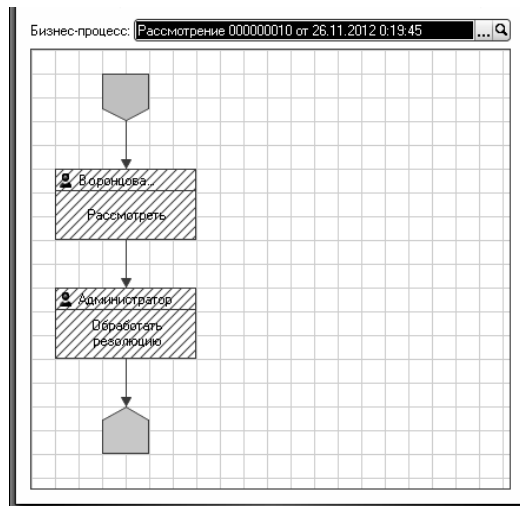 Бизнес-процесс: Рассмотрение 000000010 от 26.11.2012 0:19:45 ...
Воронцова...
Рассмотреть
Администратор
Обработать
резолюцию